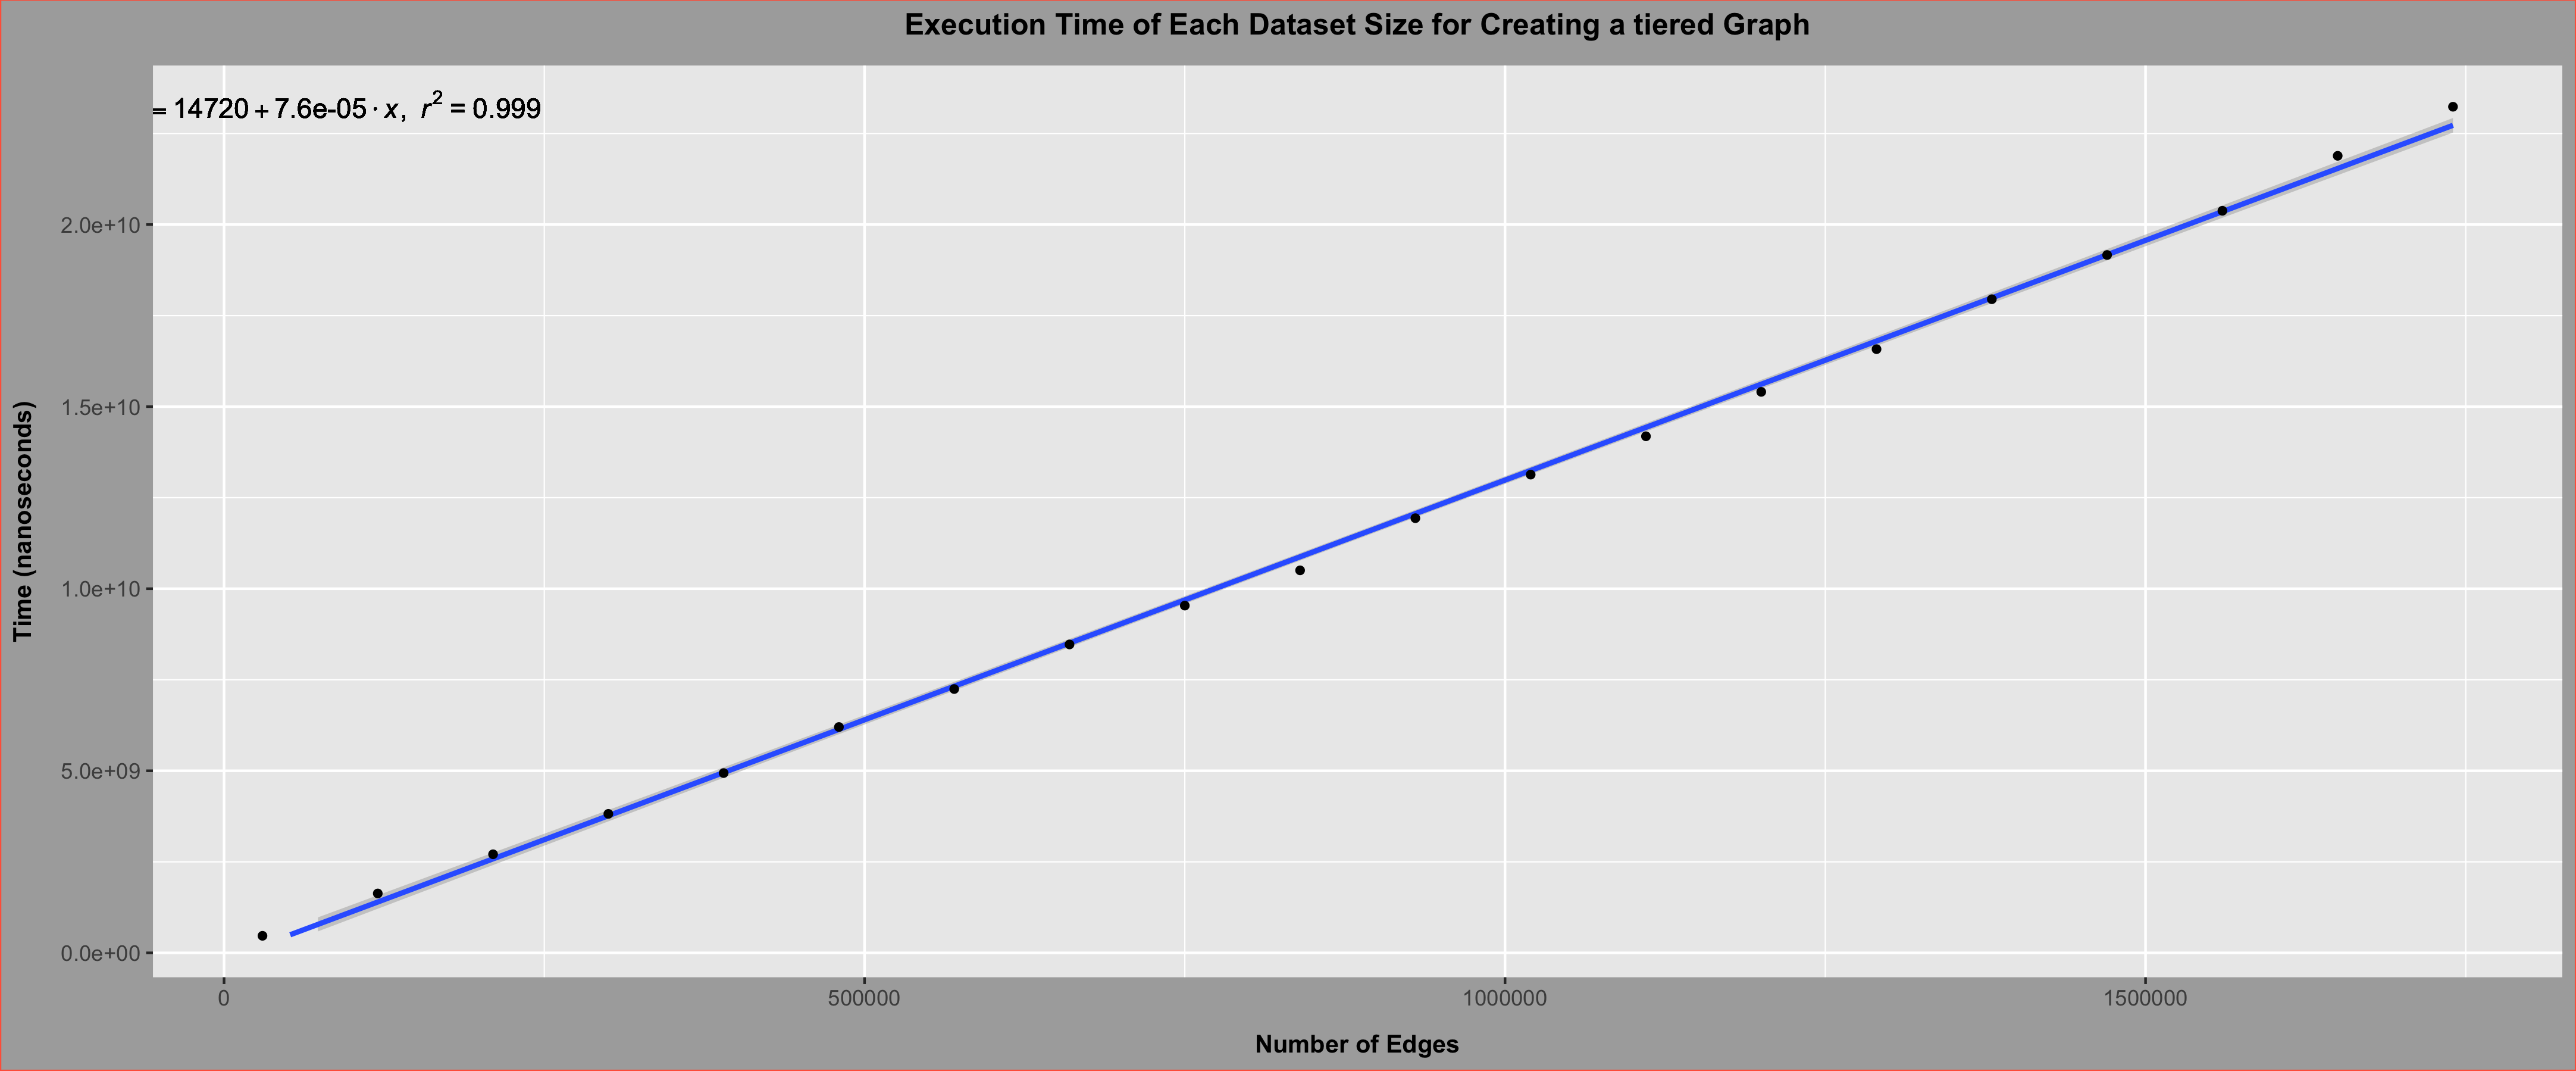 Execution Time of Each Dataset Size for Creating a tiered Graph
= 14720 + 7.6e-05 · x, r² = 0.999
Time (nanoseconds)
2.0e+10
1.5e+10
1.0e+10
5.0e+09
0.0e+00
0 500000 1000000 1500000
Number of Edges